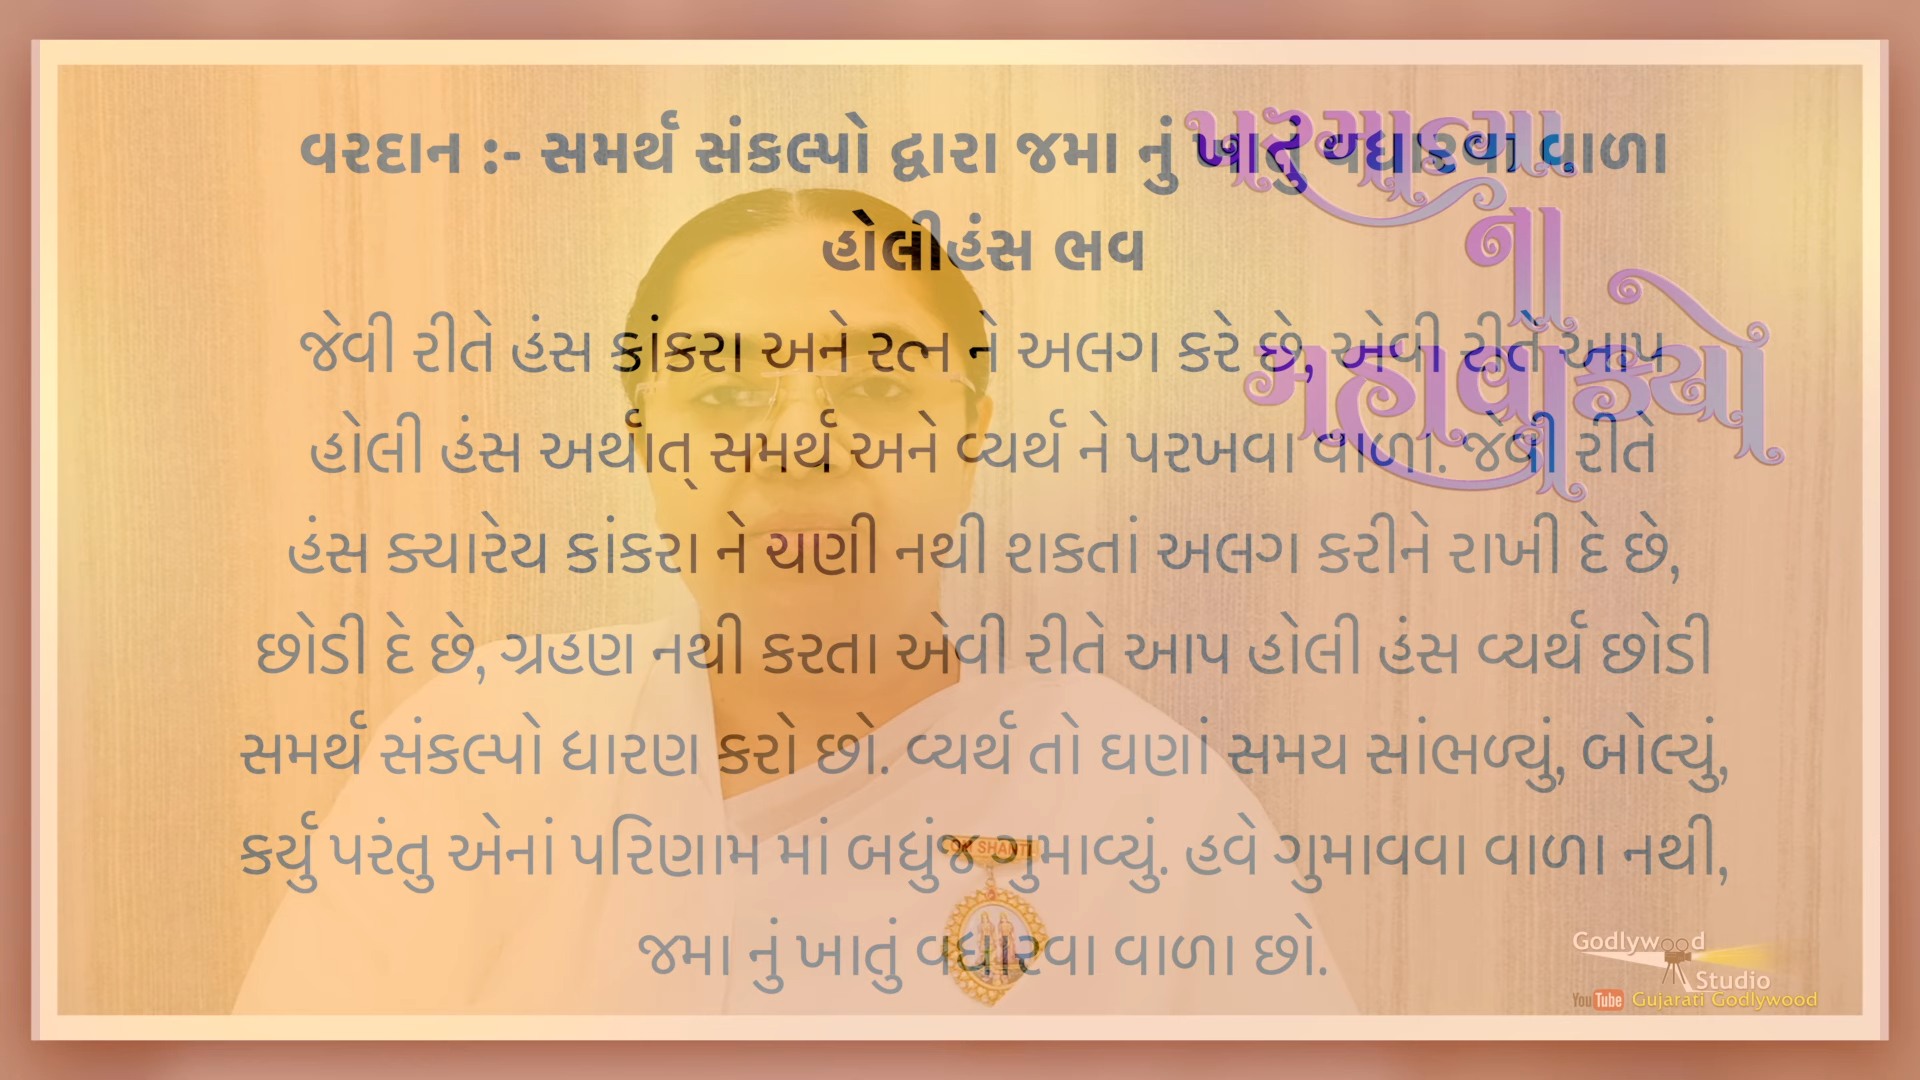 વરદાન :- સમર્થ સંકલ્પો દ્વારા જમા નું ખાતું વધારવા વાળા
હોલીહંસ ભવ
જેવી રીતે હંસ કાંકરા અને રત્ન ને અલગ કરે છે, એવી રીતે આપ
હોલી હંસ અર્થાત્ સમર્થ અને વ્યર્થ ને પરખવા વાળા. જેવી રીતે
હંસ ક્યારેય કાંકરા ને ચણી નથી શકતાં અલગ કરીને રાખી દે છે,
છોડી દે છે, ગ્રહણ નથી કરતા એવી રીતે આપ હોલી હંસ વ્યર્થ છોડી
સમર્થ સંકલ્પો ધારણ કરો છો. વ્યર્થ તો ઘણાં સમય સાંભળ્યું, બોલ્યું,
કર્યું પરંતુ એનાં પરિણામ માં બધુંજ ગુમાવ્યું. હવે ગુમાવવા વાળા નથી,
જમા નું ખાતું વધારવા વાળા છો.
પરમાત્મા
ના
મહાવાક્યો
OM SHANTI
Godlywood
Studio
YouTube Gujarati Godlywood